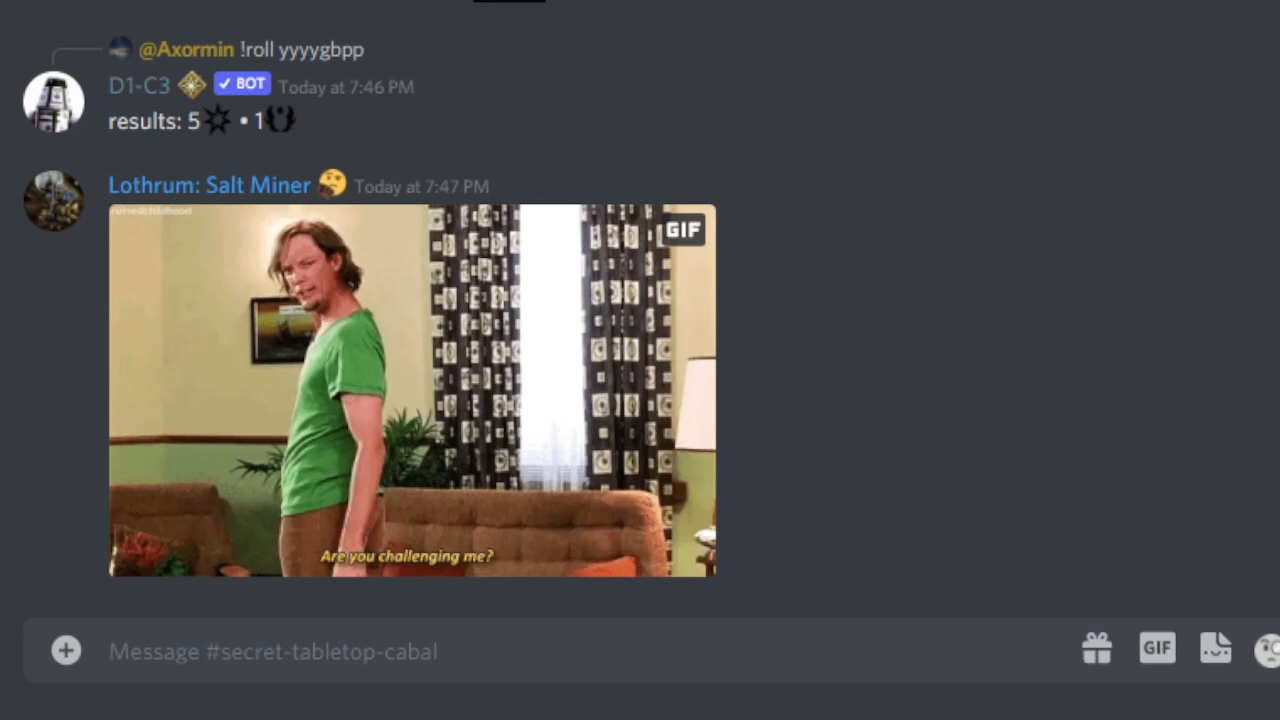 @Axormin !roll yyyygbpp
D1-C3 ✓ BOT Today at 7:46 PM
results: 5 • 1
Lothrum: Salt Miner 🤔 Today at 7:47 PM
ruinedchildhood
GIF
Are you challenging me?
Message #secret-tabletop-cabal
GIF